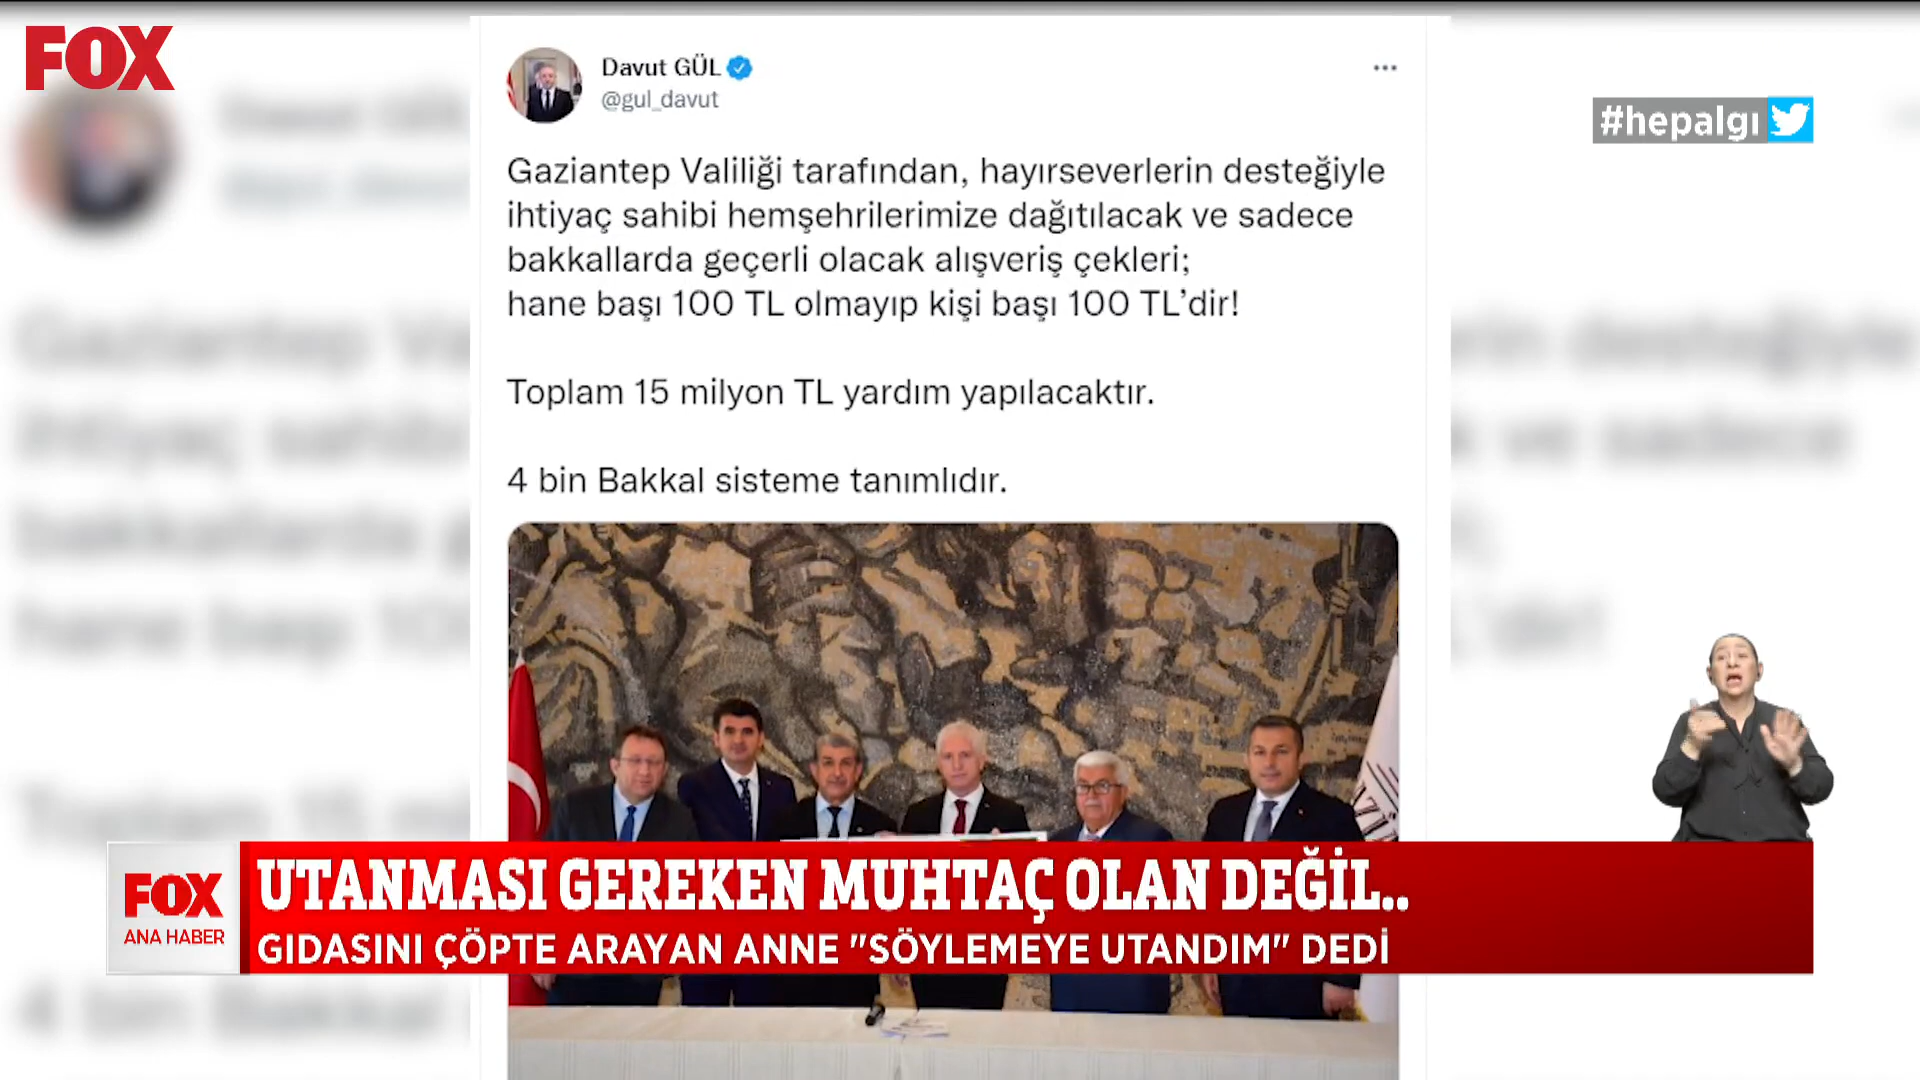 FOX
Davut GÜL
@gul_davut
#hepalgı
Gaziantep Valiliği tarafından, hayırseverlerin desteğiyle
ihtiyaç sahibi hemşehrilerimize dağıtılacak ve sadece
bakkallarda geçerli olacak alışveriş çekleri;
hane başı 100 TL olmayıp kişi başı 100 TL’dir!
Toplam 15 milyon TL yardım yapılacaktır.
4 bin Bakkal sisteme tanımlıdır.
FOX
ANA HABER
UTANMASI GEREKEN MUHTAÇ OLAN DEĞİL..
GIDASINI ÇÖPTE ARAYAN ANNE "SÖYLEMEYE UTANDIM" DEDİ